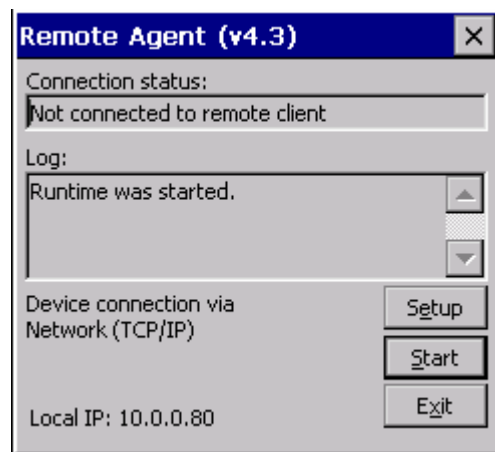 Remote Agent (v4.3)
Connection status:
Not connected to remote client
Log:
Runtime was started.
Device connection via
Network (TCP/IP)
Setup
Start
Local IP: 10.0.0.80
Exit